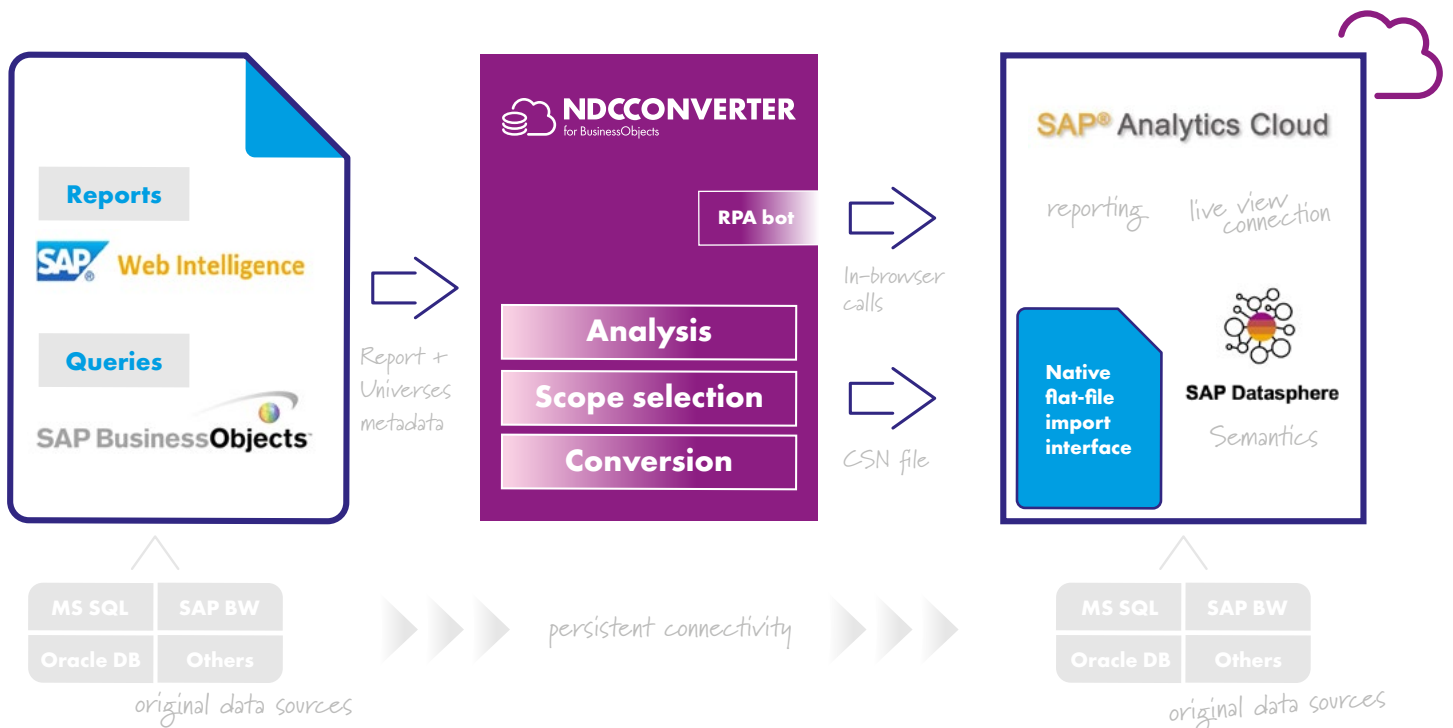 Reports
SAP® Web Intelligence
Queries
SAP BusinessObjects™
Report +
Universes
metadata
NDCCONVERTER
for BusinessObjects
RPA bot
Analysis
Scope selection
Conversion
In-browser
calls
CSN file
SAP® Analytics Cloud
reporting
live view
connection
Native
flat-file
import
interface
SAP Datasphere
Semantics
MS SQL
SAP BW
Oracle DB
Others
original data sources
persistent connectivity
MS SQL
SAP BW
Oracle DB
Others
original data sources